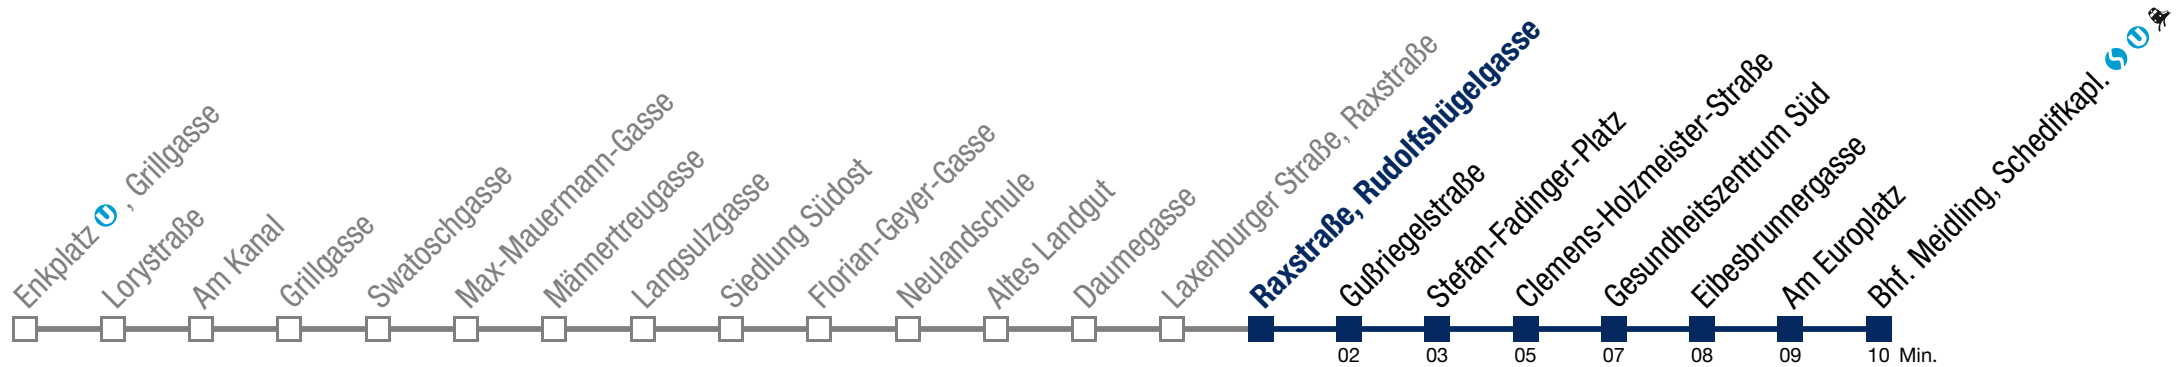 Enkplatz U , Grillgasse
Lorystraße
Am Kanal
Grillgasse
Swatoschgasse
Max-Mauermann-Gasse
Männertreugasse
Langsulzgasse
Siedlung Südost
Florian-Geyer-Gasse
Neulandschule
Altes Landgut
Daumegasse
Laxenburger Straße, Raxstraße
Raxstraße, Rudolfshügelgasse
Gußriegelstraße
Stefan-Fadinger-Platz
Clemens-Holzmeister-Straße
Gesundheitszentrum Süd
Eibesbrunnergasse
Am Europlatz
Bhf. Meidling, Schedifkapl. S U
02 03 05 07 08 09 10 Min.